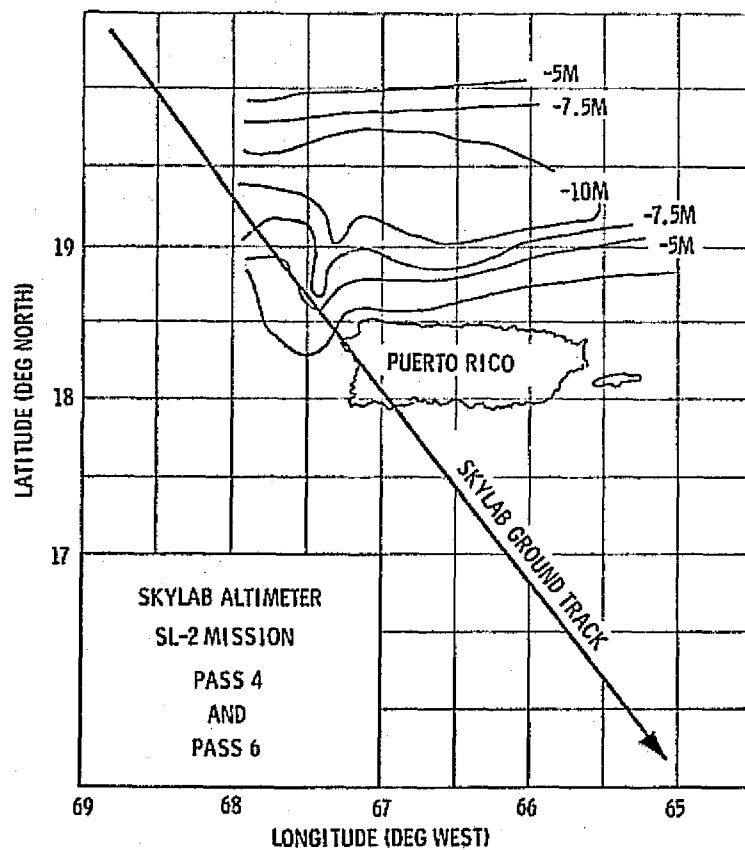 -5M
-7.5M
-10M
-7.5M
-5M
19
18
17
LATITUDE (DEG NORTH)
PUERTO RICO
SKYLAB GROUND TRACK
SKYLAB ALTIMETER
SL-2 MISSION
PASS 4
AND
PASS 6
69 68 67 66 65
LONGITUDE (DEG WEST)